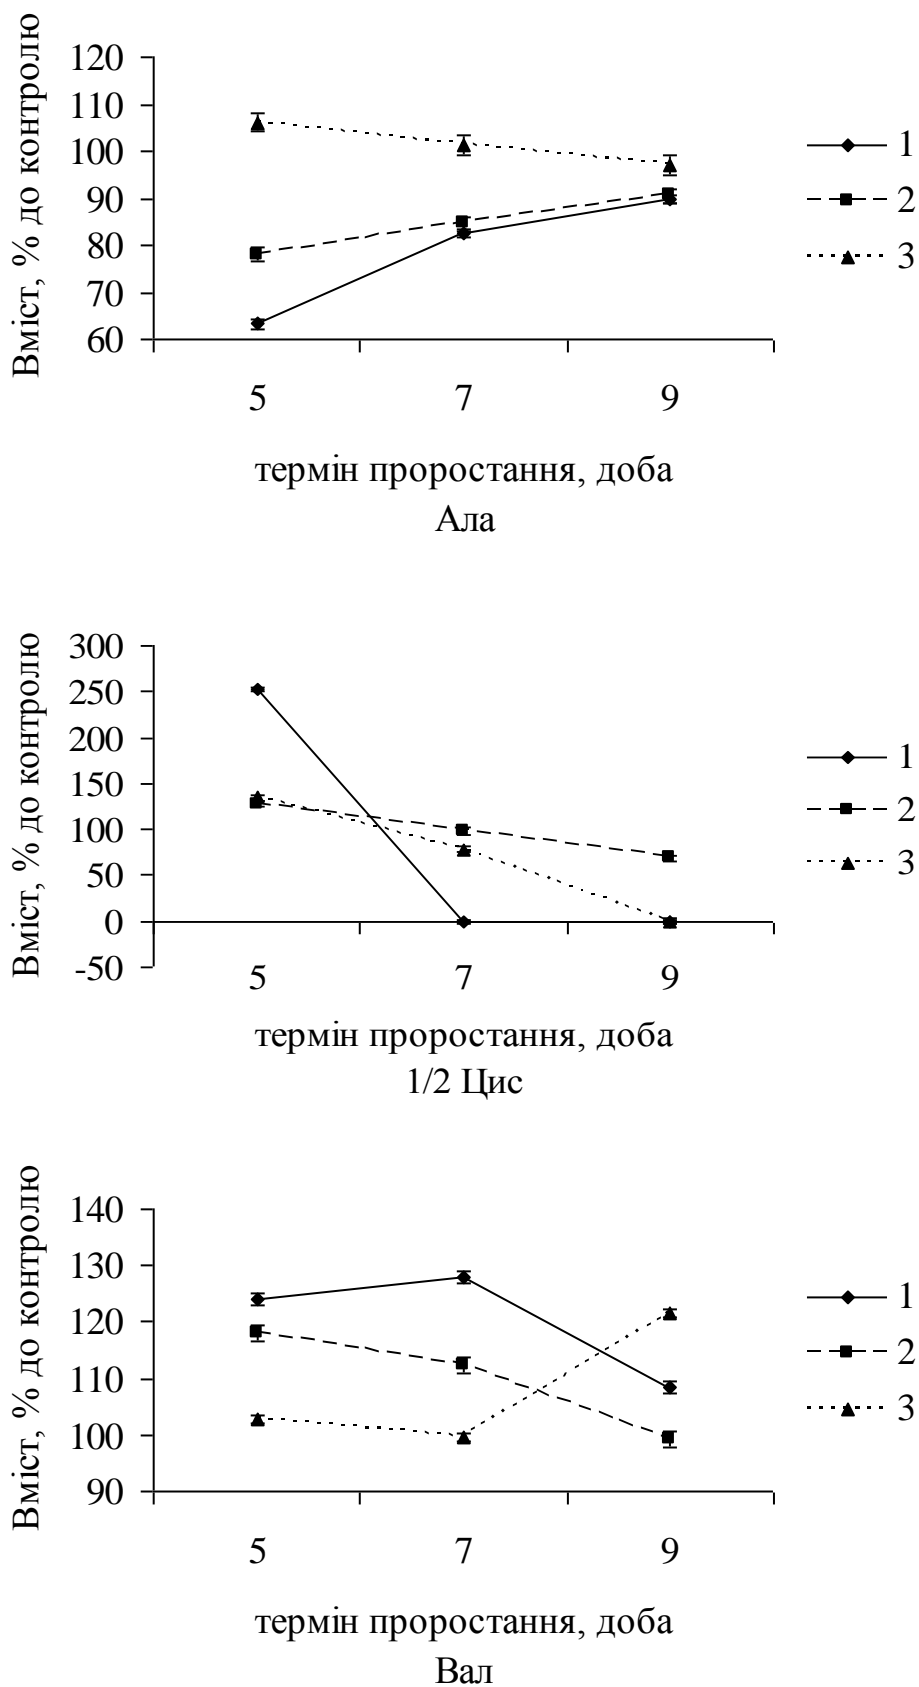 Вміст, % до контролю
120
110
100
90
80
70
60
5 7 9
термін проростання, доба
Ала
1
2
3
Вміст, % до контролю
300
250
200
150
100
50
0
-50
5 7 9
термін проростання, доба
1/2 Цис
1
2
3
Вміст, % до контролю
140
130
120
110
100
90
5 7 9
термін проростання, доба
Вал
1
2
3